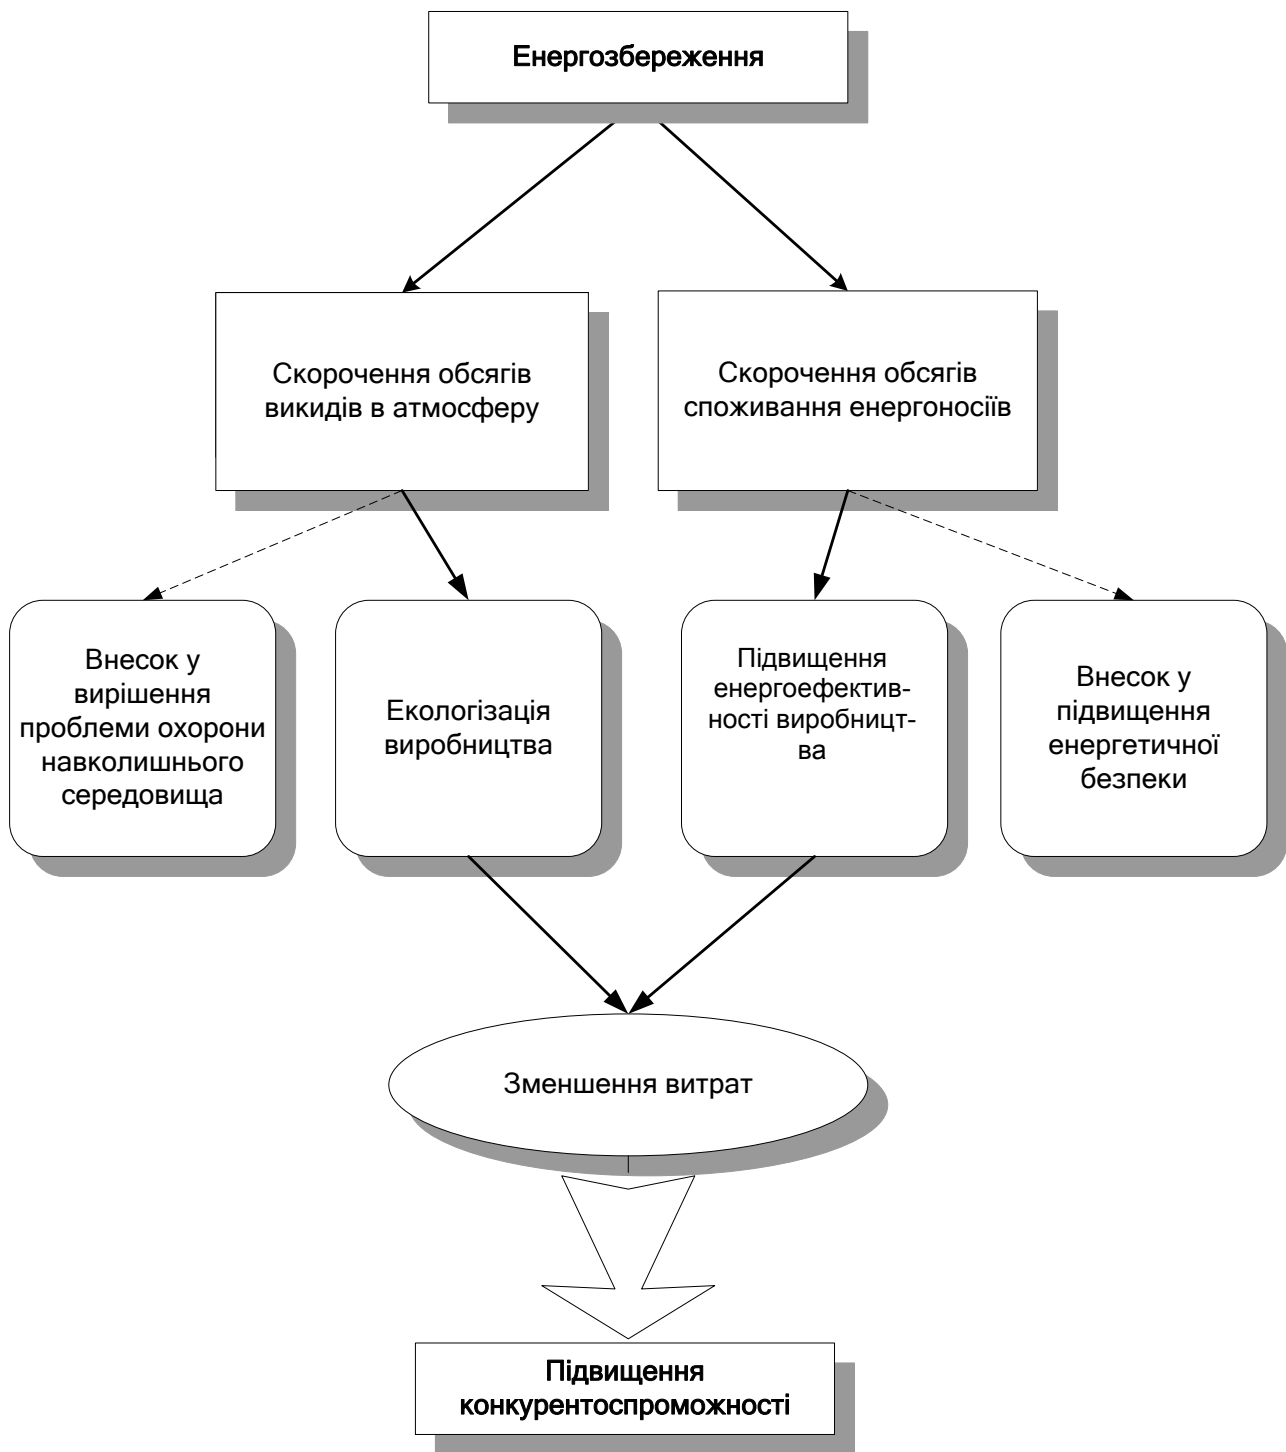 Енергозбереження
Скорочення обсягів
викидів в атмосферу
Скорочення обсягів
споживання енергоносіїв
Внесок у
вирішення
проблеми охорони
навколишнього
середовища
Екологізація
виробництва
Підвищення
енергоефектив-
ності виробницт-
ва
Внесок у
підвищення
енергетичної
безпеки
Зменшення витрат
Підвищення
конкурентоспроможності